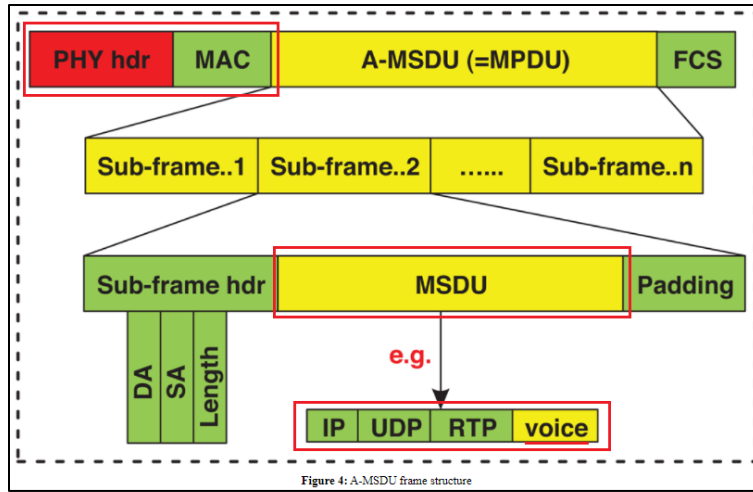 PHY hdr MAC A-MSDU (=MPDU) FCS
Sub-frame..1 Sub-frame..2 ...... Sub-frame..n
Sub-frame hdr MSDU Padding
DA SA Length
e.g.
IP UDP RTP voice
Figure 4: A-MSDU frame structure